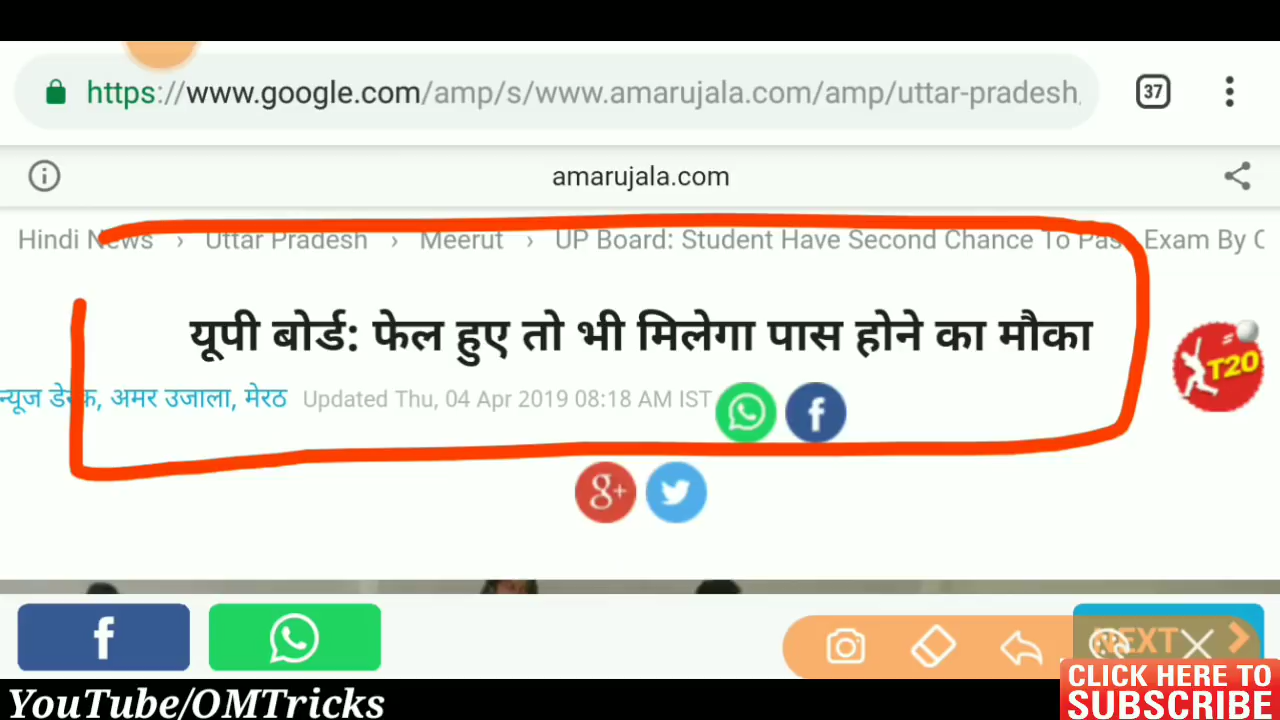 https://www.google.com/amp/s/www.amarujala.com/amp/uttar-pradesh
37
amarujala.com
Hindi News › Uttar Pradesh › Meerut › UP Board: Student Have Second Chance To Pass Exam By C
यूपी बोर्ड: फेल हुए तो भी मिलेगा पास होने का मौका
न्यूज डेस्क, अमर उजाला, मेरठ Updated Thu, 04 Apr 2019 08:18 AM IST
T20
NEXT
CLICK HERE TO
SUBSCRIBE
YouTube/OMTricks